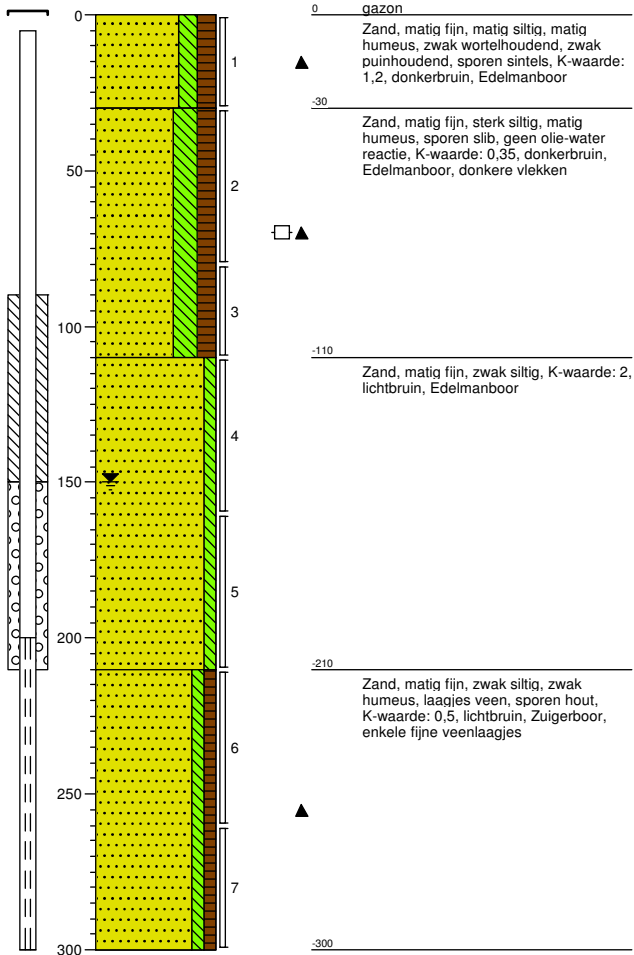 0
50
100
150
200
250
300
1
2
3
4
5
6
7
0
gazon
Zand, matig fijn, matig siltig, matig
humeus, zwak wortelhoudend, zwak
puinhoudend, sporen sintels, K-waarde:
1,2, donkerbruin, Edelmanboor
-30
Zand, matig fijn, sterk siltig, matig
humeus, sporen slib, geen olie-water
reactie, K-waarde: 0,35, donkerbruin,
Edelmanboor, donkere vlekken
-110
Zand, matig fijn, zwak siltig, K-waarde: 2,
lichtbruin, Edelmanboor
-210
Zand, matig fijn, zwak siltig, zwak
humeus, laagjes veen, sporen hout,
K-waarde: 0,5, lichtbruin, Zuigerboor,
enkele fijne veenlaagjes
-300